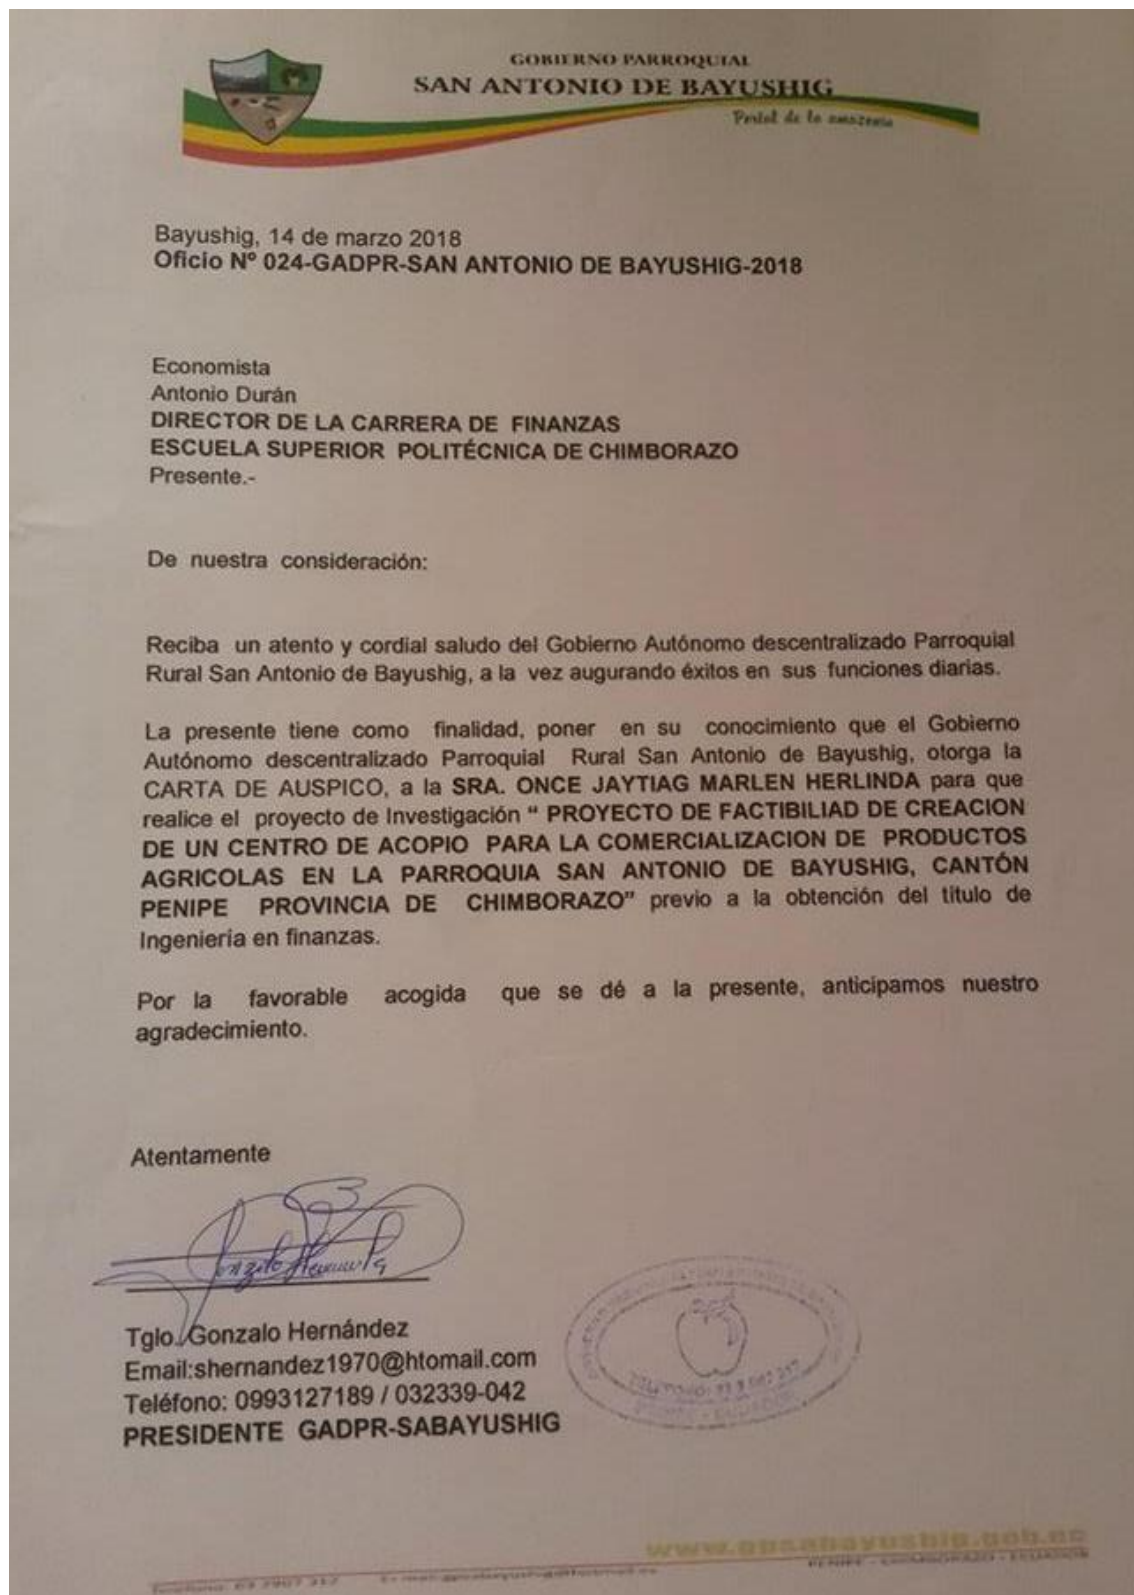 GOBIERNO PARROQUIAL
SAN ANTONIO DE BAYUSHIG
Portal de la amazonia
Bayushig, 14 de marzo 2018
Oficio Nº 024-GADPR-SAN ANTONIO DE BAYUSHIG-2018
Economista
Antonio Durán
DIRECTOR DE LA CARRERA DE FINANZAS
ESCUELA SUPERIOR POLITÉCNICA DE CHIMBORAZO
Presente.-
De nuestra consideración:
Reciba un atento y cordial saludo del Gobierno Autónomo descentralizado Parroquial
Rural San Antonio de Bayushig, a la vez augurando éxitos en sus funciones diarias.
La presente tiene como finalidad, poner en su conocimiento que el Gobierno
Autónomo descentralizado Parroquial Rural San Antonio de Bayushig, otorga la
CARTA DE AUSPICO, a la SRA. ONCE JAYTIAG MARLEN HERLINDA para que
realice el proyecto de Investigación “ PROYECTO DE FACTIBILIAD DE CREACION
DE UN CENTRO DE ACOPIO PARA LA COMERCIALIZACION DE PRODUCTOS
AGRICOLAS EN LA PARROQUIA SAN ANTONIO DE BAYUSHIG, CANTÓN
PENIPE PROVINCIA DE CHIMBORAZO” previo a la obtención del título de
Ingeniería en finanzas.
Por la favorable acogida que se dé a la presente, anticipamos nuestro
agradecimiento.
Atentamente
Tglo. Gonzalo Hernández
Email:shernandez1970@htomail.com
Teléfono: 0993127189 / 032339-042
PRESIDENTE GADPR-SABAYUSHIG
PENIPE - CHIMBORAZO - ECUADOR